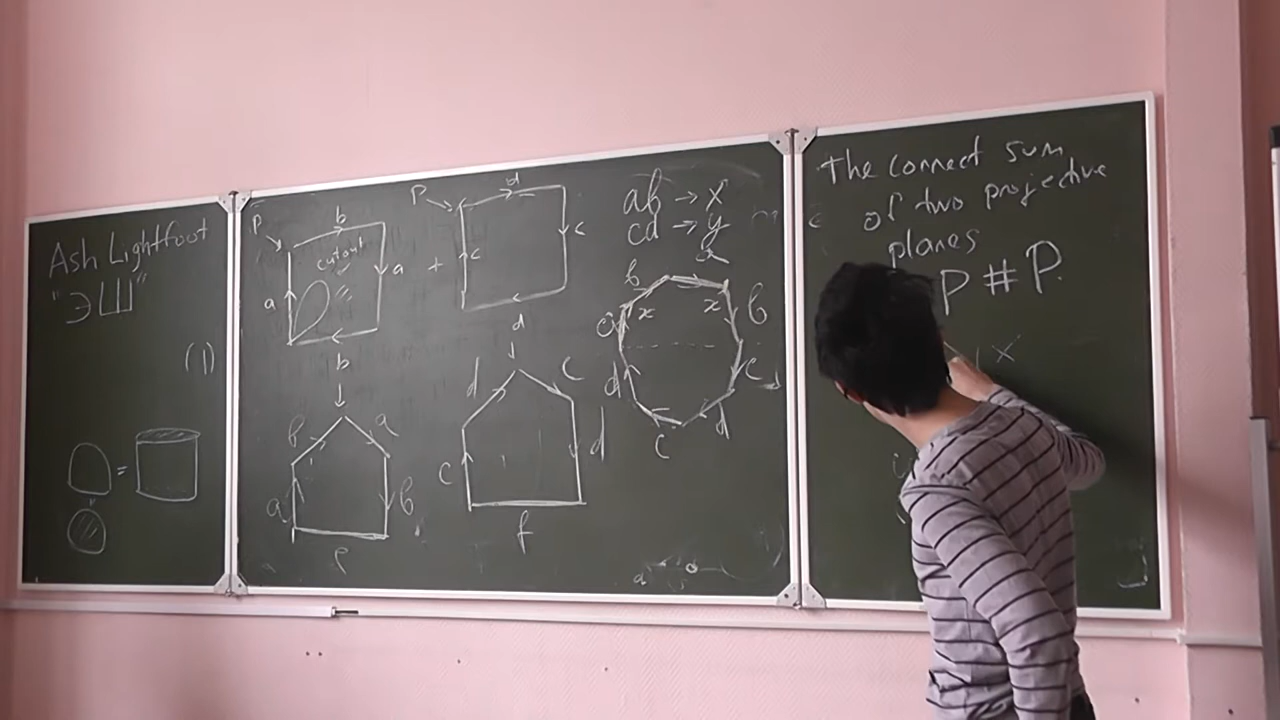 Ash Lightfoot
"ЭШ"
(1)
=
P
b
cutout
a
a
b
+
P
d
c
c
d
b
a
a
b
e
d
c
c
d
f
ab → x
cd → y
a
b
x
x
b
a
d
c
c
d
The connect sum
of two projective
planes
P # P
x